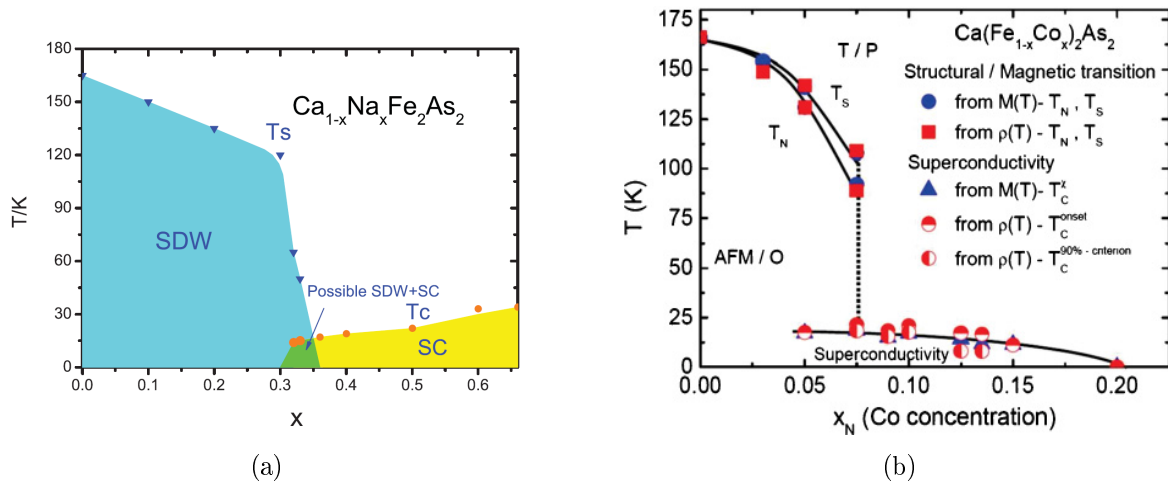 180
150
120
90
60
30
0
T/K
Ca1-xNaxFe2As2
Ts
SDW
Possible SDW+SC
Tc
SC
0.0 0.1 0.2 0.3 0.4 0.5 0.6
x
(a)
175
150
125
100
75
50
25
0
T (K)
T / P
Ca(Fe1-xCox)2As2
Structural / Magnetic transition
from M(T)- TN , TS
from ρ(T) - TN , TS
Superconductivity
from M(T)- TCχ
from ρ(T) - TConset
from ρ(T) - TC90% - criterion
TS
TN
AFM / O
Superconductivity
0.00 0.05 0.10 0.15 0.20
xN (Co concentration)
(b)